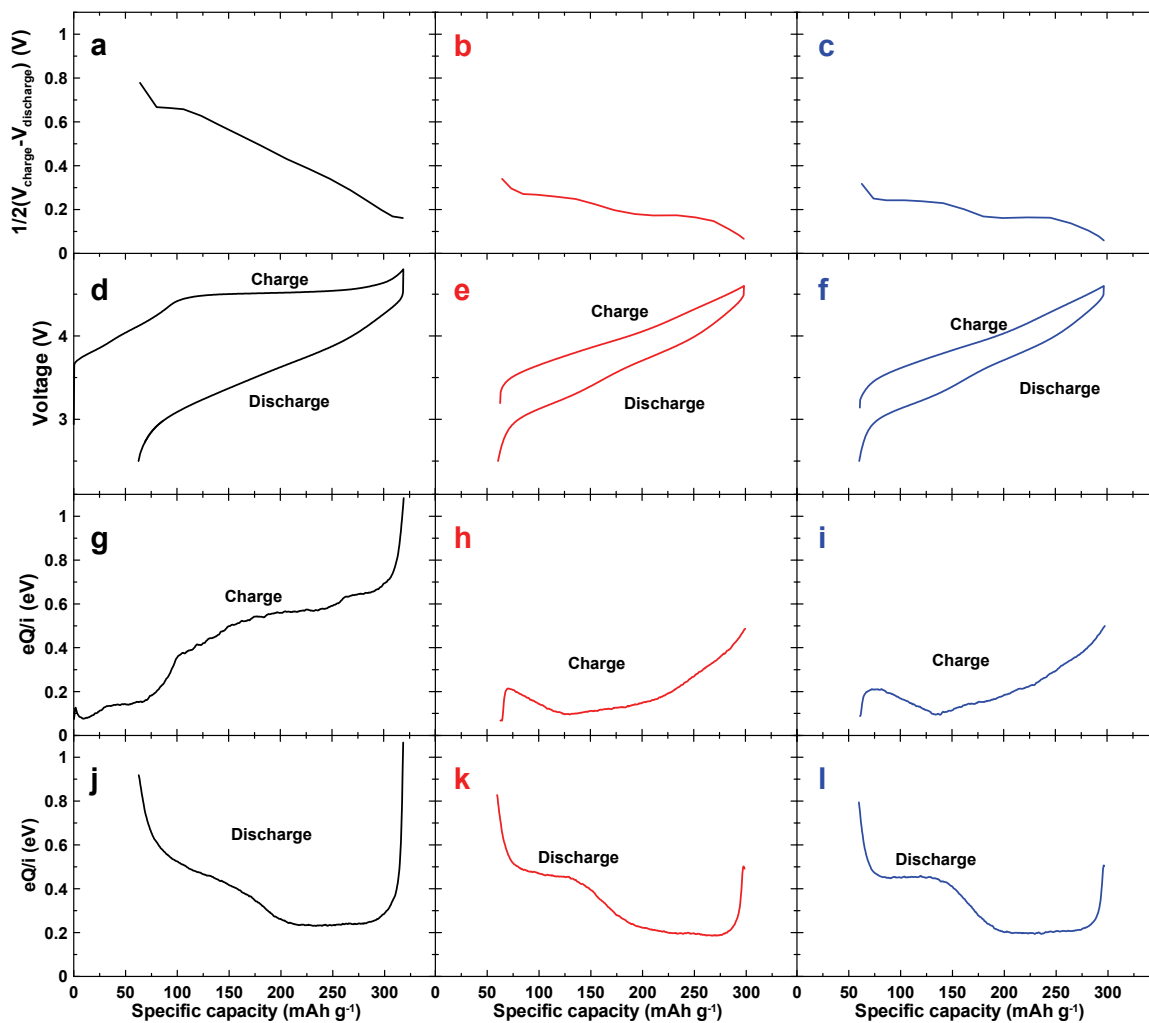 1/2(V_charge-V_discharge) (V)
1
0.8
0.6
0.4
0.2
0
a
b
c
Voltage (V)
4
3
d
Charge
Discharge
e
Charge
Discharge
f
Charge
Discharge
eQ/i (eV)
1
0.8
0.6
0.4
0.2
0
g
Charge
h
Charge
i
Charge
eQ/i (eV)
1
0.8
0.6
0.4
0.2
0
j
Discharge
k
Discharge
l
Discharge
0 50 100 150 200 250 300
0 50 100 150 200 250 300
0 50 100 150 200 250 300
Specific capacity (mAh g⁻¹)
Specific capacity (mAh g⁻¹)
Specific capacity (mAh g⁻¹)